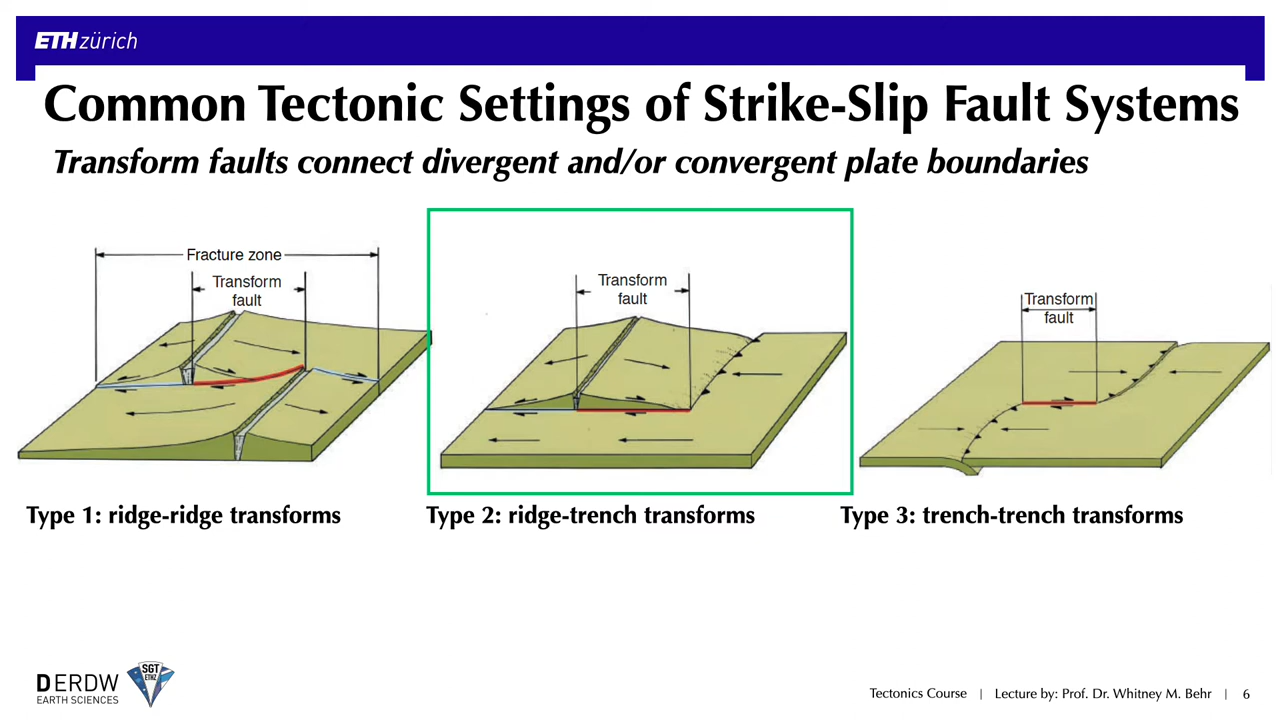 ETH zürich
Common Tectonic Settings of Strike-Slip Fault Systems
Transform faults connect divergent and/or convergent plate boundaries
Fracture zone
Transform
fault
Transform
fault
Transform
fault
Type 1: ridge-ridge transforms
Type 2: ridge-trench transforms
Type 3: trench-trench transforms
DERDW
EARTH SCIENCES
SGT
ETHZ
Tectonics Course | Lecture by: Prof. Dr. Whitney M. Behr | 6